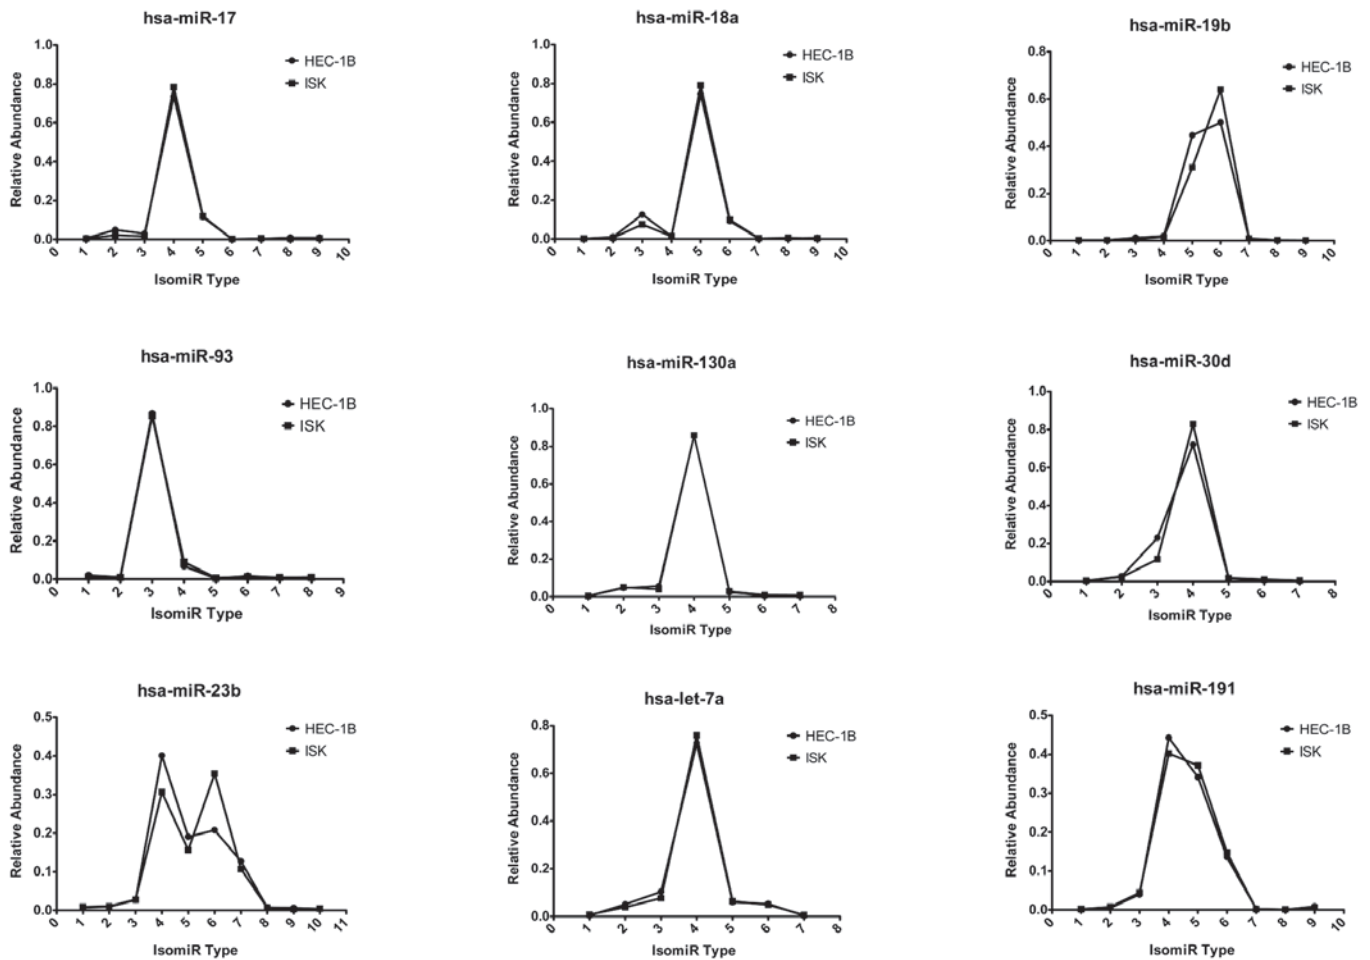 hsa-miR-17
1.0
0.8
0.6
0.4
0.2
0.0
Relative Abundance
HEC-1B
ISK
0 1 2 3 4 5 6 7 8 9 10
IsomiR Type
hsa-miR-18a
1.0
0.8
0.6
0.4
0.2
0.0
Relative Abundance
HEC-1B
ISK
0 1 2 3 4 5 6 7 8 9 10
IsomiR Type
hsa-miR-19b
0.8
0.6
0.4
0.2
0.0
Relative Abundance
HEC-1B
ISK
0 1 2 3 4 5 6 7 8 9 10
IsomiR Type
hsa-miR-93
1.0
0.8
0.6
0.4
0.2
0.0
Relative Abundance
HEC-1B
ISK
0 1 2 3 4 5 6 7 8 9
IsomiR Type
hsa-miR-130a
1.0
0.8
0.6
0.4
0.2
0.0
Relative Abundance
HEC-1B
ISK
0 1 2 3 4 5 6 7 8
IsomiR Type
hsa-miR-30d
1.0
0.8
0.6
0.4
0.2
0.0
Relative Abundance
HEC-1B
ISK
0 1 2 3 4 5 6 7 8
IsomiR Type
hsa-miR-23b
0.5
0.4
0.3
0.2
0.1
0.0
Relative Abundance
HEC-1B
ISK
0 1 2 3 4 5 6 7 8 9 10 11
IsomiR Type
hsa-let-7a
0.8
0.6
0.4
0.2
0.0
Relative Abundance
HEC-1B
ISK
0 1 2 3 4 5 6 7 8
IsomiR Type
hsa-miR-191
0.5
0.4
0.3
0.2
0.1
0.0
Relative Abundance
HEC-1B
ISK
0 1 2 3 4 5 6 7 8 9 10
IsomiR Type